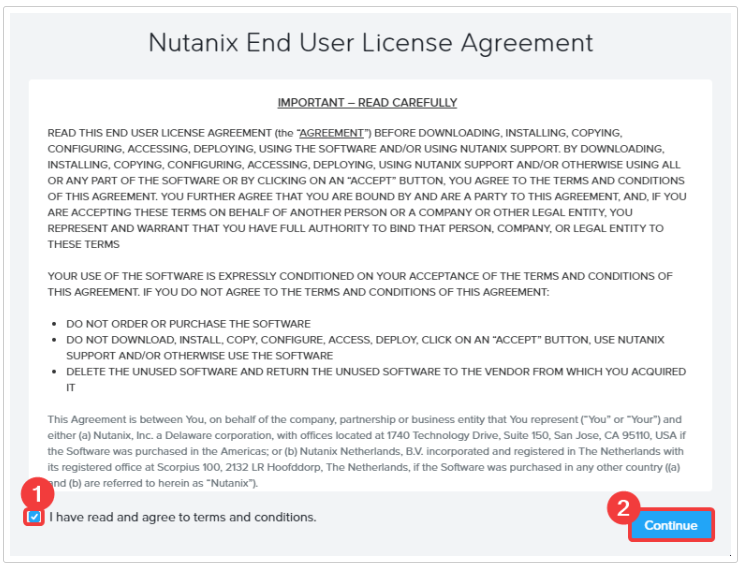 Nutanix End User License Agreement
IMPORTANT – READ CAREFULLY
READ THIS END USER LICENSE AGREEMENT (the “AGREEMENT”) BEFORE DOWNLOADING, INSTALLING, COPYING,
CONFIGURING, ACCESSING, DEPLOYING, USING THE SOFTWARE AND/OR USING NUTANIX SUPPORT. BY DOWNLOADING,
INSTALLING, COPYING, CONFIGURING, ACCESSING, DEPLOYING, USING NUTANIX SUPPORT AND/OR OTHERWISE USING ALL
OR ANY PART OF THE SOFTWARE OR BY CLICKING ON AN “ACCEPT” BUTTON, YOU AGREE TO THE TERMS AND CONDITIONS
OF THIS AGREEMENT. YOU FURTHER AGREE THAT YOU ARE BOUND BY AND ARE A PARTY TO THIS AGREEMENT, AND, IF YOU
ARE ACCEPTING THESE TERMS ON BEHALF OF ANOTHER PERSON OR A COMPANY OR OTHER LEGAL ENTITY, YOU
REPRESENT AND WARRANT THAT YOU HAVE FULL AUTHORITY TO BIND THAT PERSON, COMPANY, OR LEGAL ENTITY TO
THESE TERMS
YOUR USE OF THE SOFTWARE IS EXPRESSLY CONDITIONED ON YOUR ACCEPTANCE OF THE TERMS AND CONDITIONS OF
THIS AGREEMENT. IF YOU DO NOT AGREE TO THE TERMS AND CONDITIONS OF THIS AGREEMENT:
• DO NOT ORDER OR PURCHASE THE SOFTWARE
• DO NOT DOWNLOAD, INSTALL, COPY, CONFIGURE, ACCESS, DEPLOY, CLICK ON AN “ACCEPT” BUTTON, USE NUTANIX
SUPPORT AND/OR OTHERWISE USE THE SOFTWARE
• DELETE THE UNUSED SOFTWARE AND RETURN THE UNUSED SOFTWARE TO THE VENDOR FROM WHICH YOU ACQUIRED
IT
This Agreement is between You, on behalf of the company, partnership or business entity that You represent (“You” or “Your”) and
either (a) Nutanix, Inc. a Delaware corporation, with offices located at 1740 Technology Drive, Suite 150, San Jose, CA 95110, USA if
the Software was purchased in the Americas; or (b) Nutanix Netherlands, B.V. incorporated and registered in The Netherlands with
its registered office at Scorpius 100, 2132 LR Hoofddorp, The Netherlands, if the Software was purchased in any other country ((a)
and (b) are referred to herein as “Nutanix”).
1
I have read and agree to terms and conditions.
2
Continue